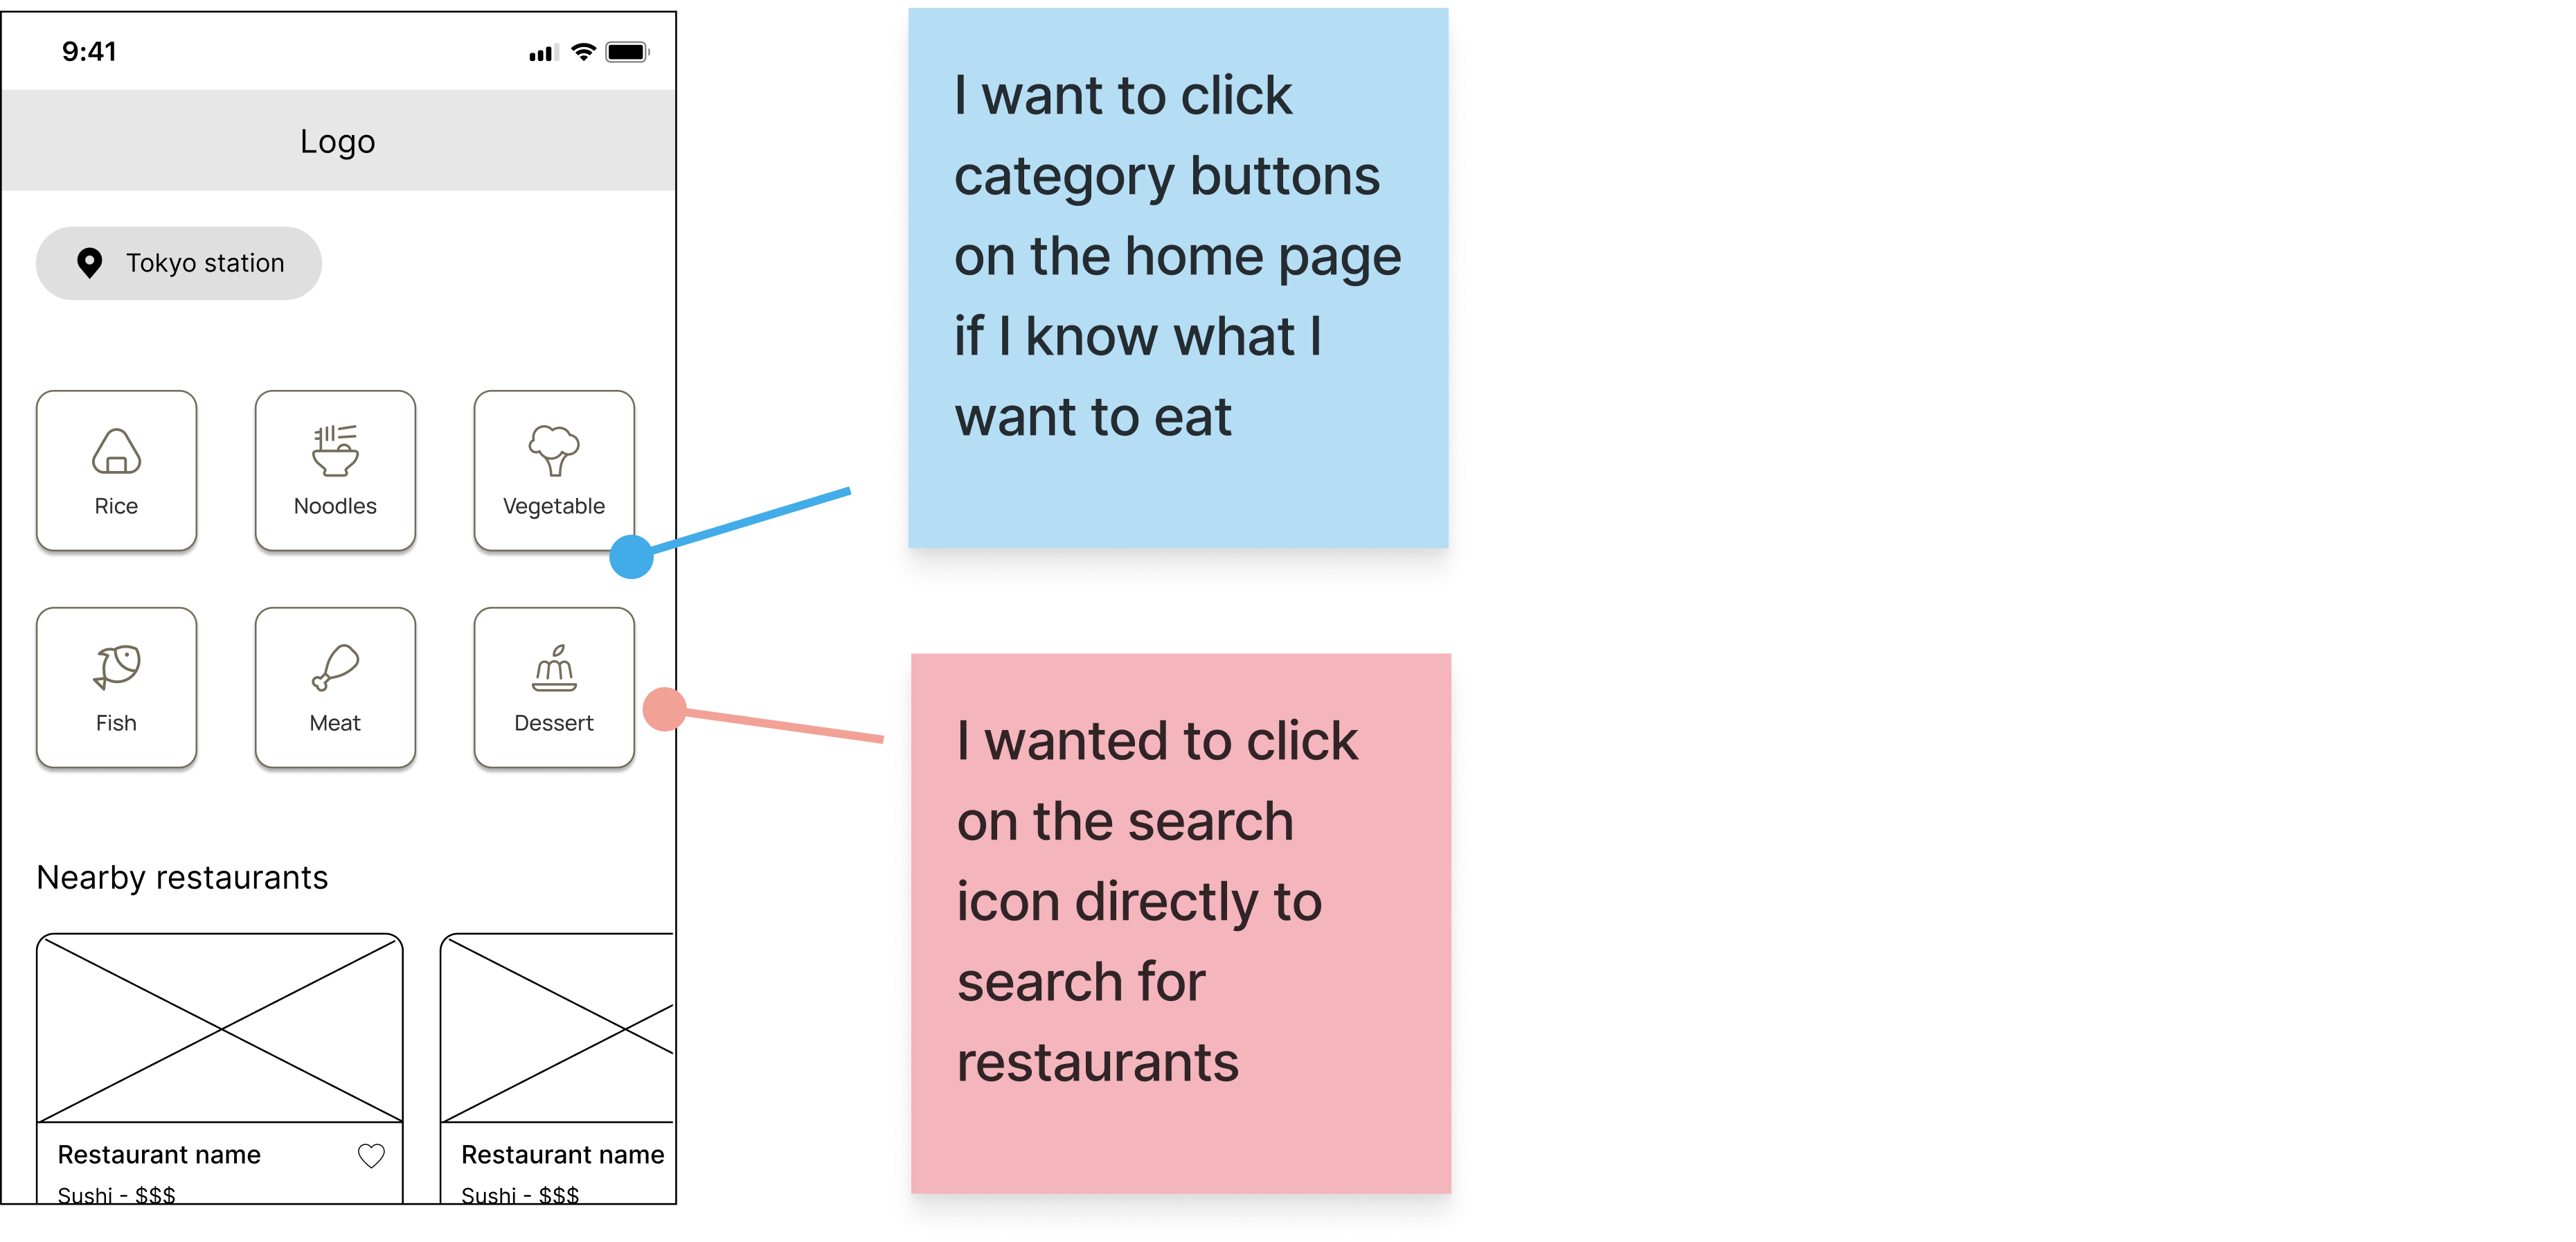 9:41
Logo
Tokyo station
Rice
Noodles
Vegetable
Fish
Meat
Dessert
Nearby restaurants
Restaurant name
Sushi - $$$
Restaurant name
Sushi - $$$
I want to click
category buttons
on the home page
if I know what I
want to eat
I wanted to click
on the search
icon directly to
search for
restaurants